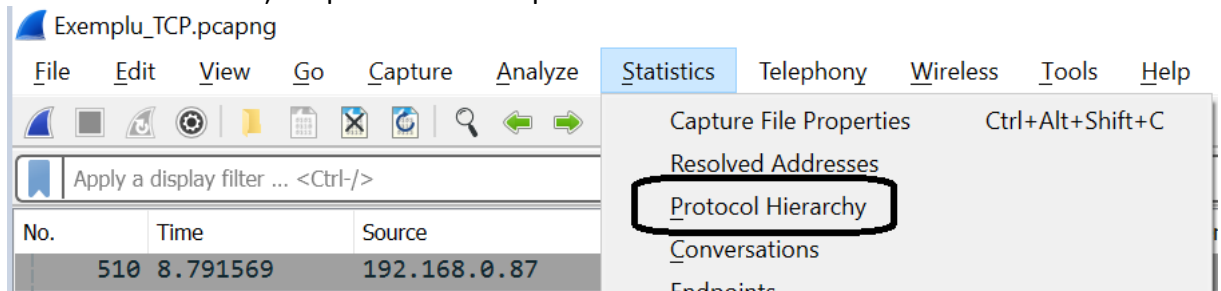 Exemplu_TCP.pcapng
File Edit View Go Capture Analyze Statistics Telephony Wireless Tools Help
Capture File Properties Ctrl+Alt+Shift+C
Resolved Addresses
Apply a display filter ... <Ctrl-/>
Protocol Hierarchy
No. Time Source
Conversations
510 8.791569 192.168.0.87
Endpoints